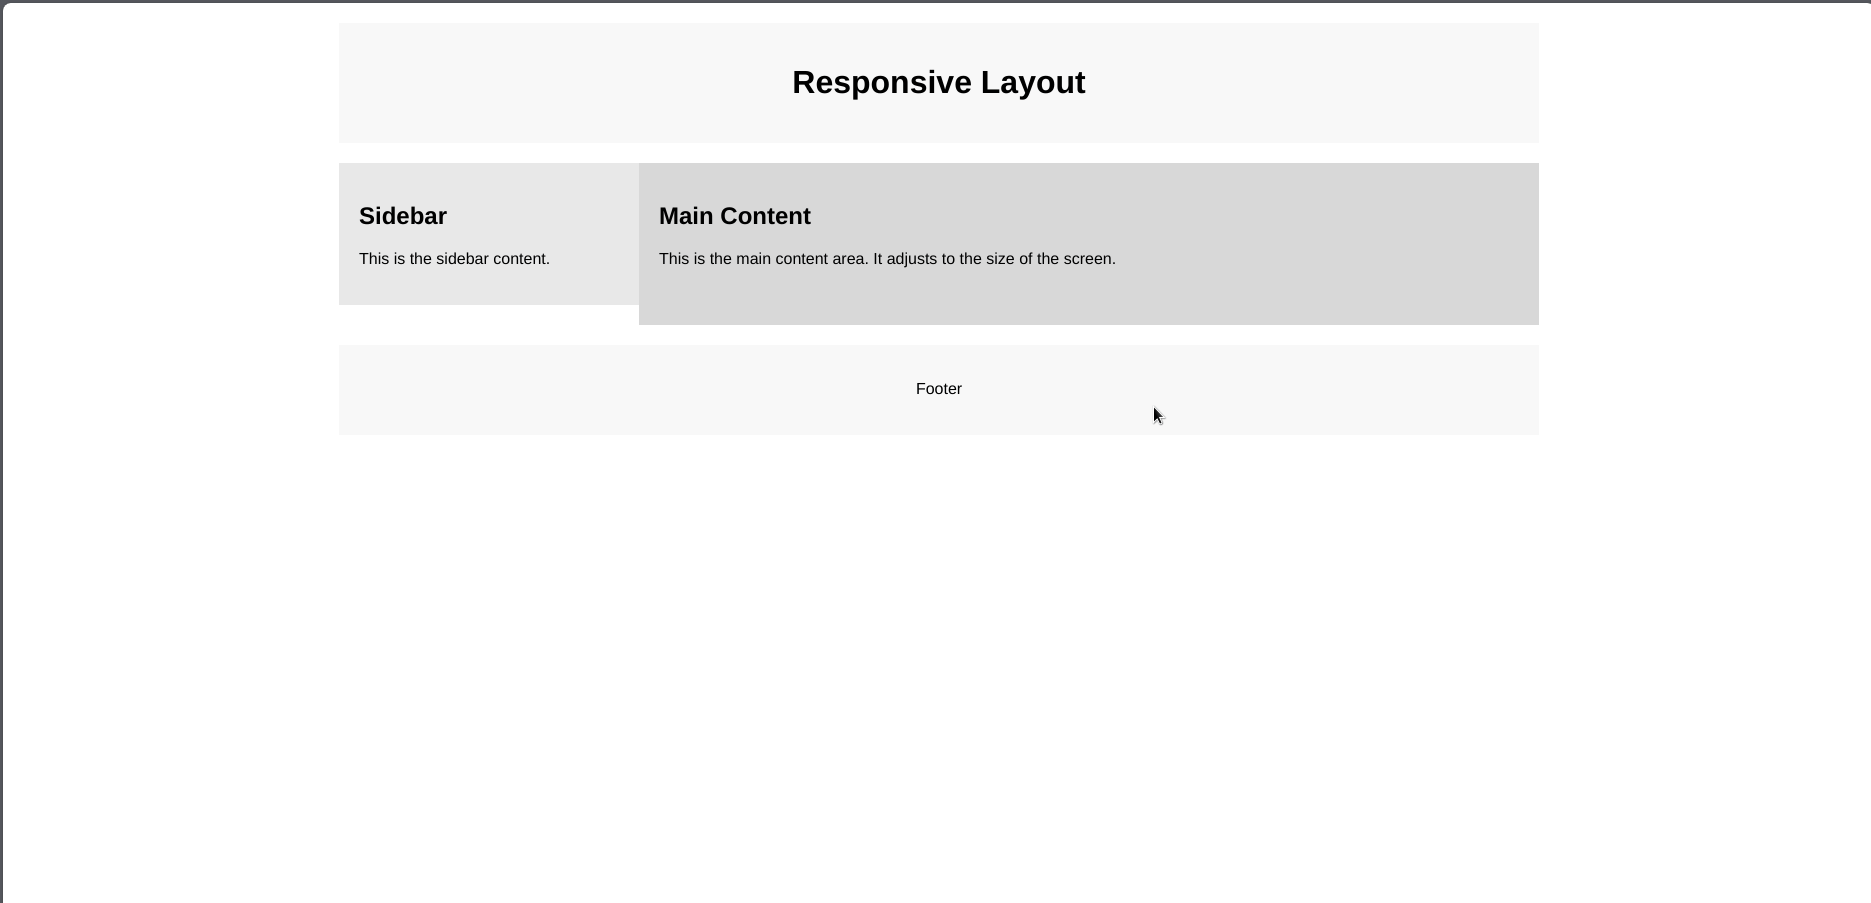 Responsive Layout
Sidebar
This is the sidebar content.
Main Content
This is the main content area. It adjusts to the size of the screen.
Footer